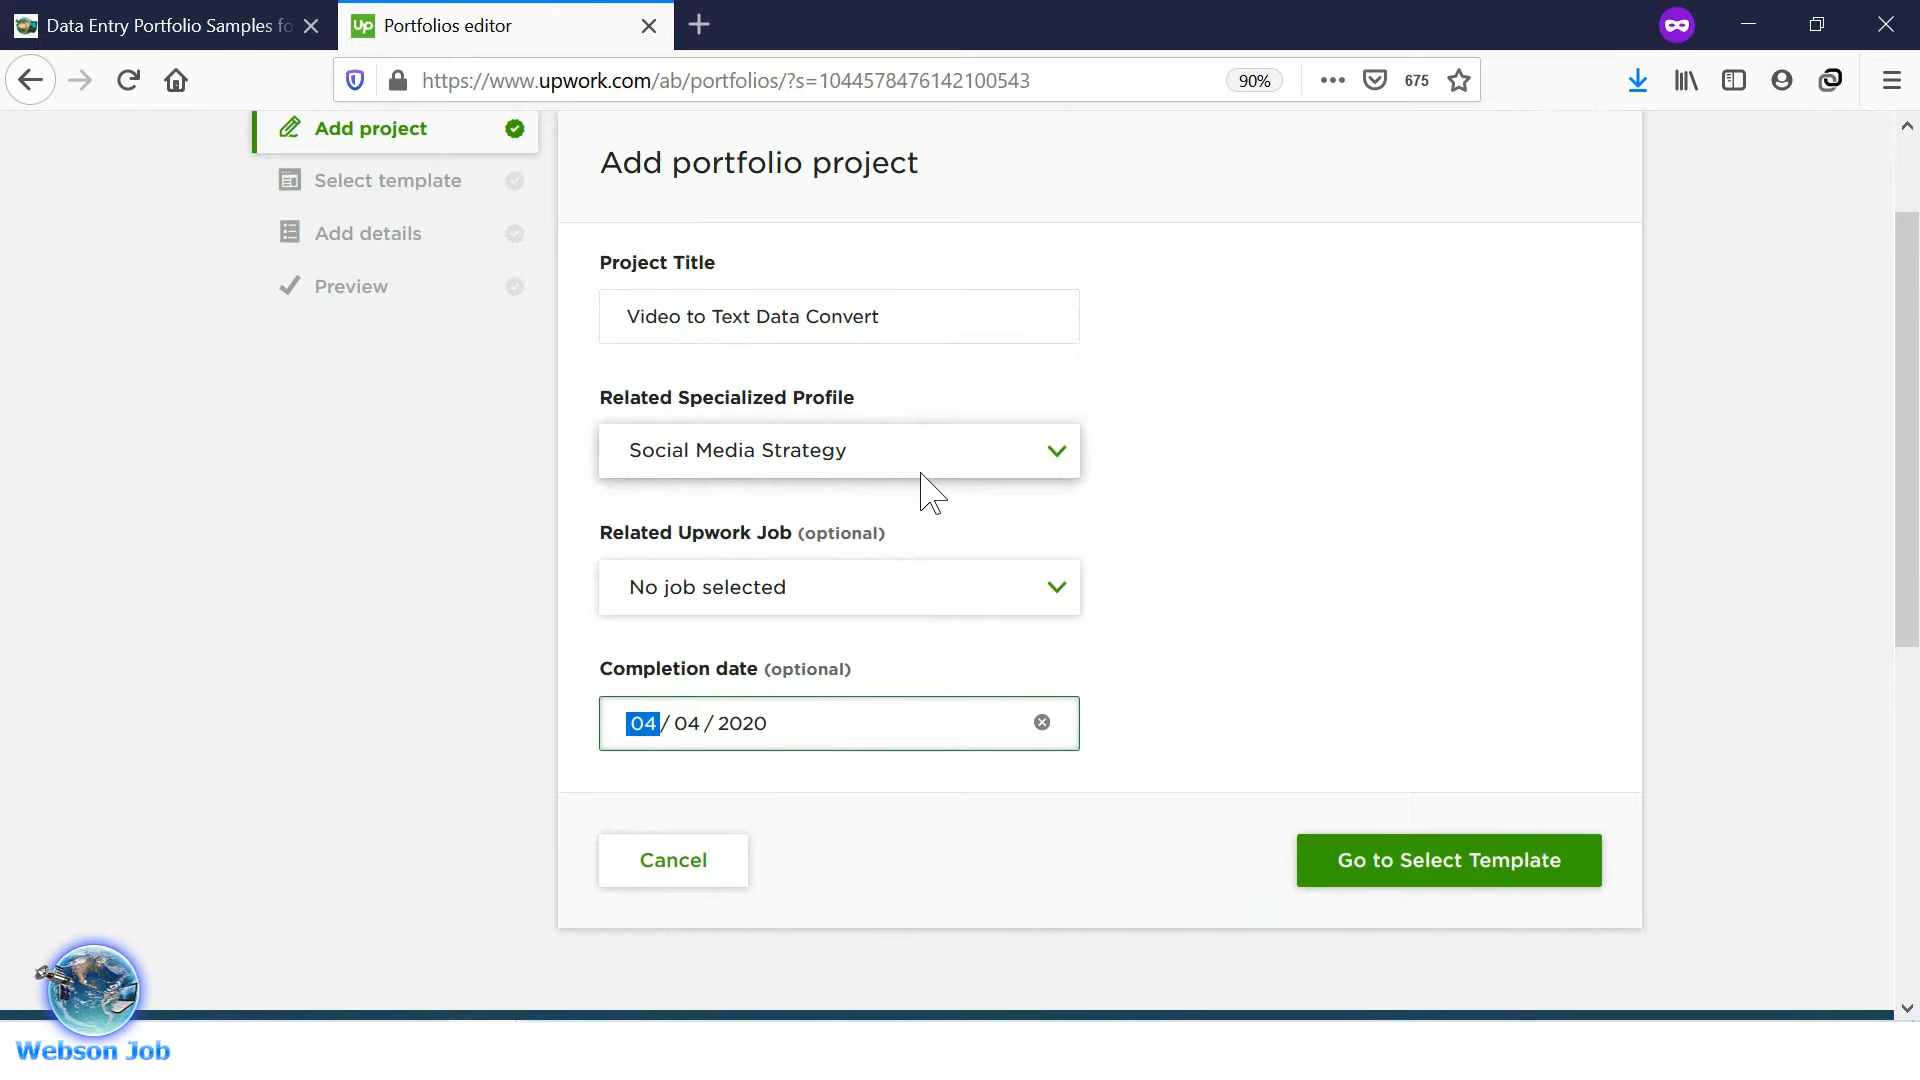 Data Entry Portfolio Samples fo
Up
Portfolios editor
https://www.upwork.com/ab/portfolios/?s=1044578476142100543
90%
675
Add project
Select template
Add details
Preview
Add portfolio project
Project Title
Video to Text Data Convert
Related Specialized Profile
Social Media Strategy
Related Upwork Job (optional)
No job selected
Completion date (optional)
04 / 04 / 2020
Cancel
Go to Select Template
Webson Job